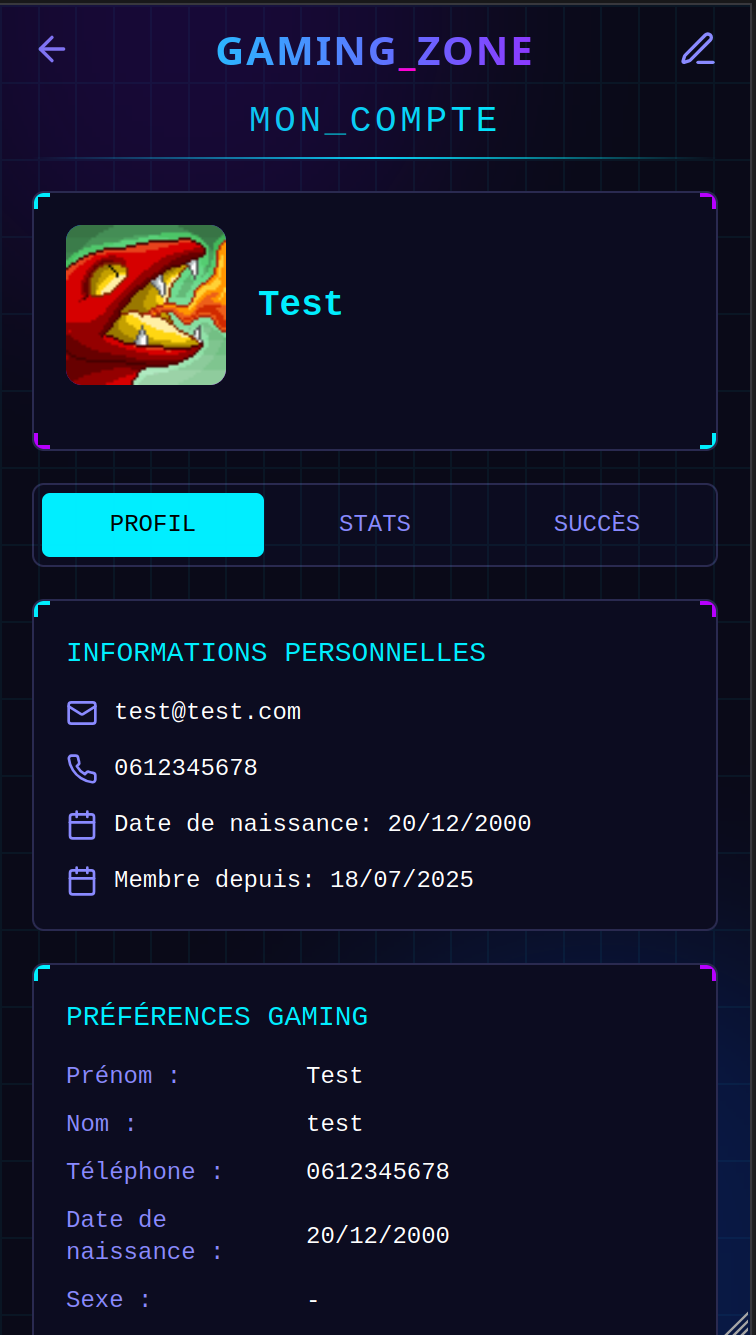 GAMING_ZONE
MON_COMPTE
Test
PROFIL STATS SUCCÈS
INFORMATIONS PERSONNELLES
test@test.com
0612345678
Date de naissance: 20/12/2000
Membre depuis: 18/07/2025
PRÉFÉRENCES GAMING
Prénom : Test
Nom : test
Téléphone : 0612345678
Date de
naissance : 20/12/2000
Sexe : -